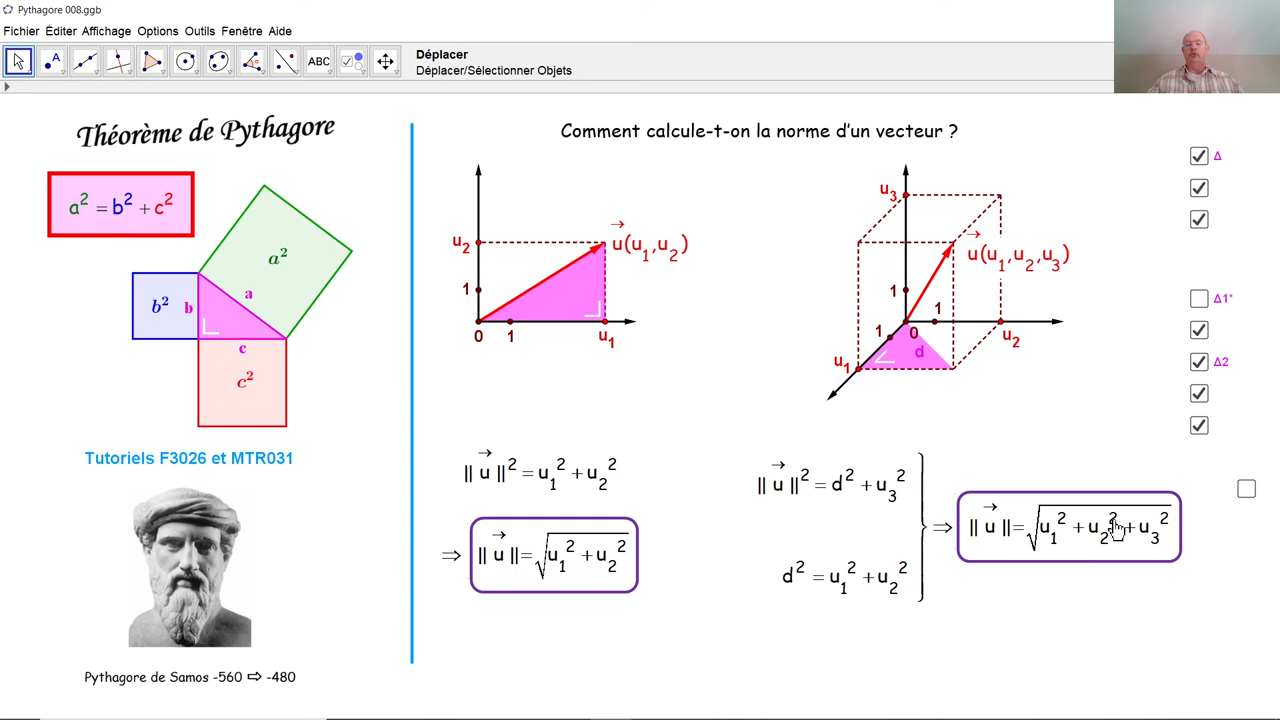 Pythagore 008.ggb
Fichier Éditer Affichage Options Outils Fenêtre Aide
ABC
A
Déplacer
Déplacer/Sélectionner Objets
Théorème de Pythagore
a² = b² + c²
a²
b²
a
b
c
c²
Tutoriels F3026 et MTR031
Pythagore de Samos -560 ⇨ -480
Comment calcule-t-on la norme d'un vecteur ?
u₂
→u(u₁,u₂)
1
0 1 u₁
u₃
→u(u₁,u₂,u₃)
1
1
1 0
u₂
d
u₁
|| →u ||² = u₁² + u₂²
⇒ || →u || = √(u₁² + u₂²)
|| →u ||² = d² + u₃²
d² = u₁² + u₂²
⇒ || →u || = √(u₁² + u₂² + u₃²)
Δ
Δ1*
Δ2